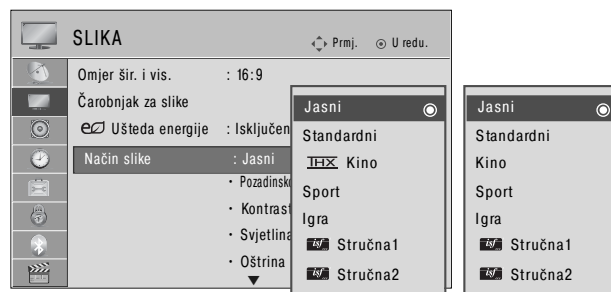 SLIKA
Prmj. U redu.
Omjer šir. i vis. : 16:9
Čarobnjak za slike
Ušteda energije : Isključen
Način slike : Jasni
• Pozadinsk
• Kontrast
• Svjetlina
• Oštrina
Jasni
Standardni
THX Kino
Sport
Igra
isf Stručna1
isf Stručna2
Jasni
Standardni
Kino
Sport
Igra
isf Stručna1
isf Stručna2